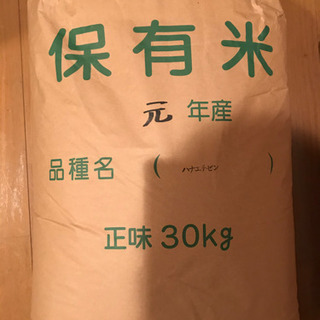 保有米
元 年産
品種名 ( ハナエチゼン )
正味 30kg